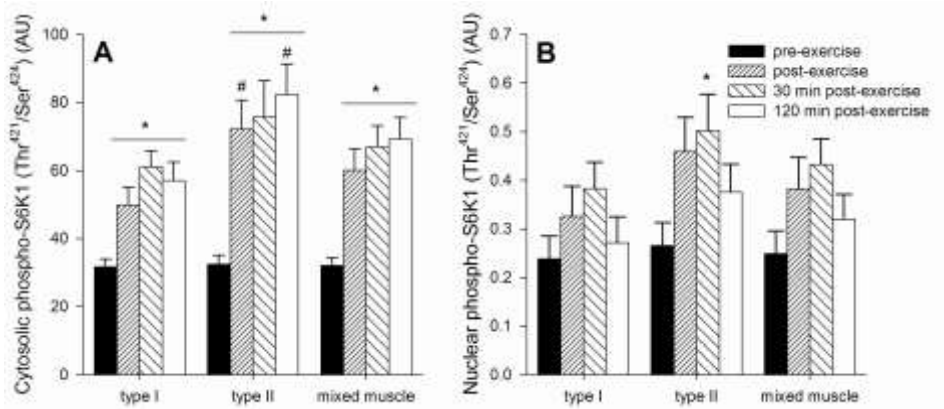 A
Cytosolic phospho-S6K1 (Thr⁴²¹/Ser⁴²⁴) (AU)
100
80
60
40
20
0
*
*
#
#
*
type I
type II
mixed muscle
B
Nuclear phospho-S6K1 (Thr⁴²¹/Ser⁴²⁴) (AU)
0.7
0.6
0.5
0.4
0.3
0.2
0.1
0.0
*
pre-exercise
post-exercise
30 min post-exercise
120 min post-exercise
type I
type II
mixed muscle